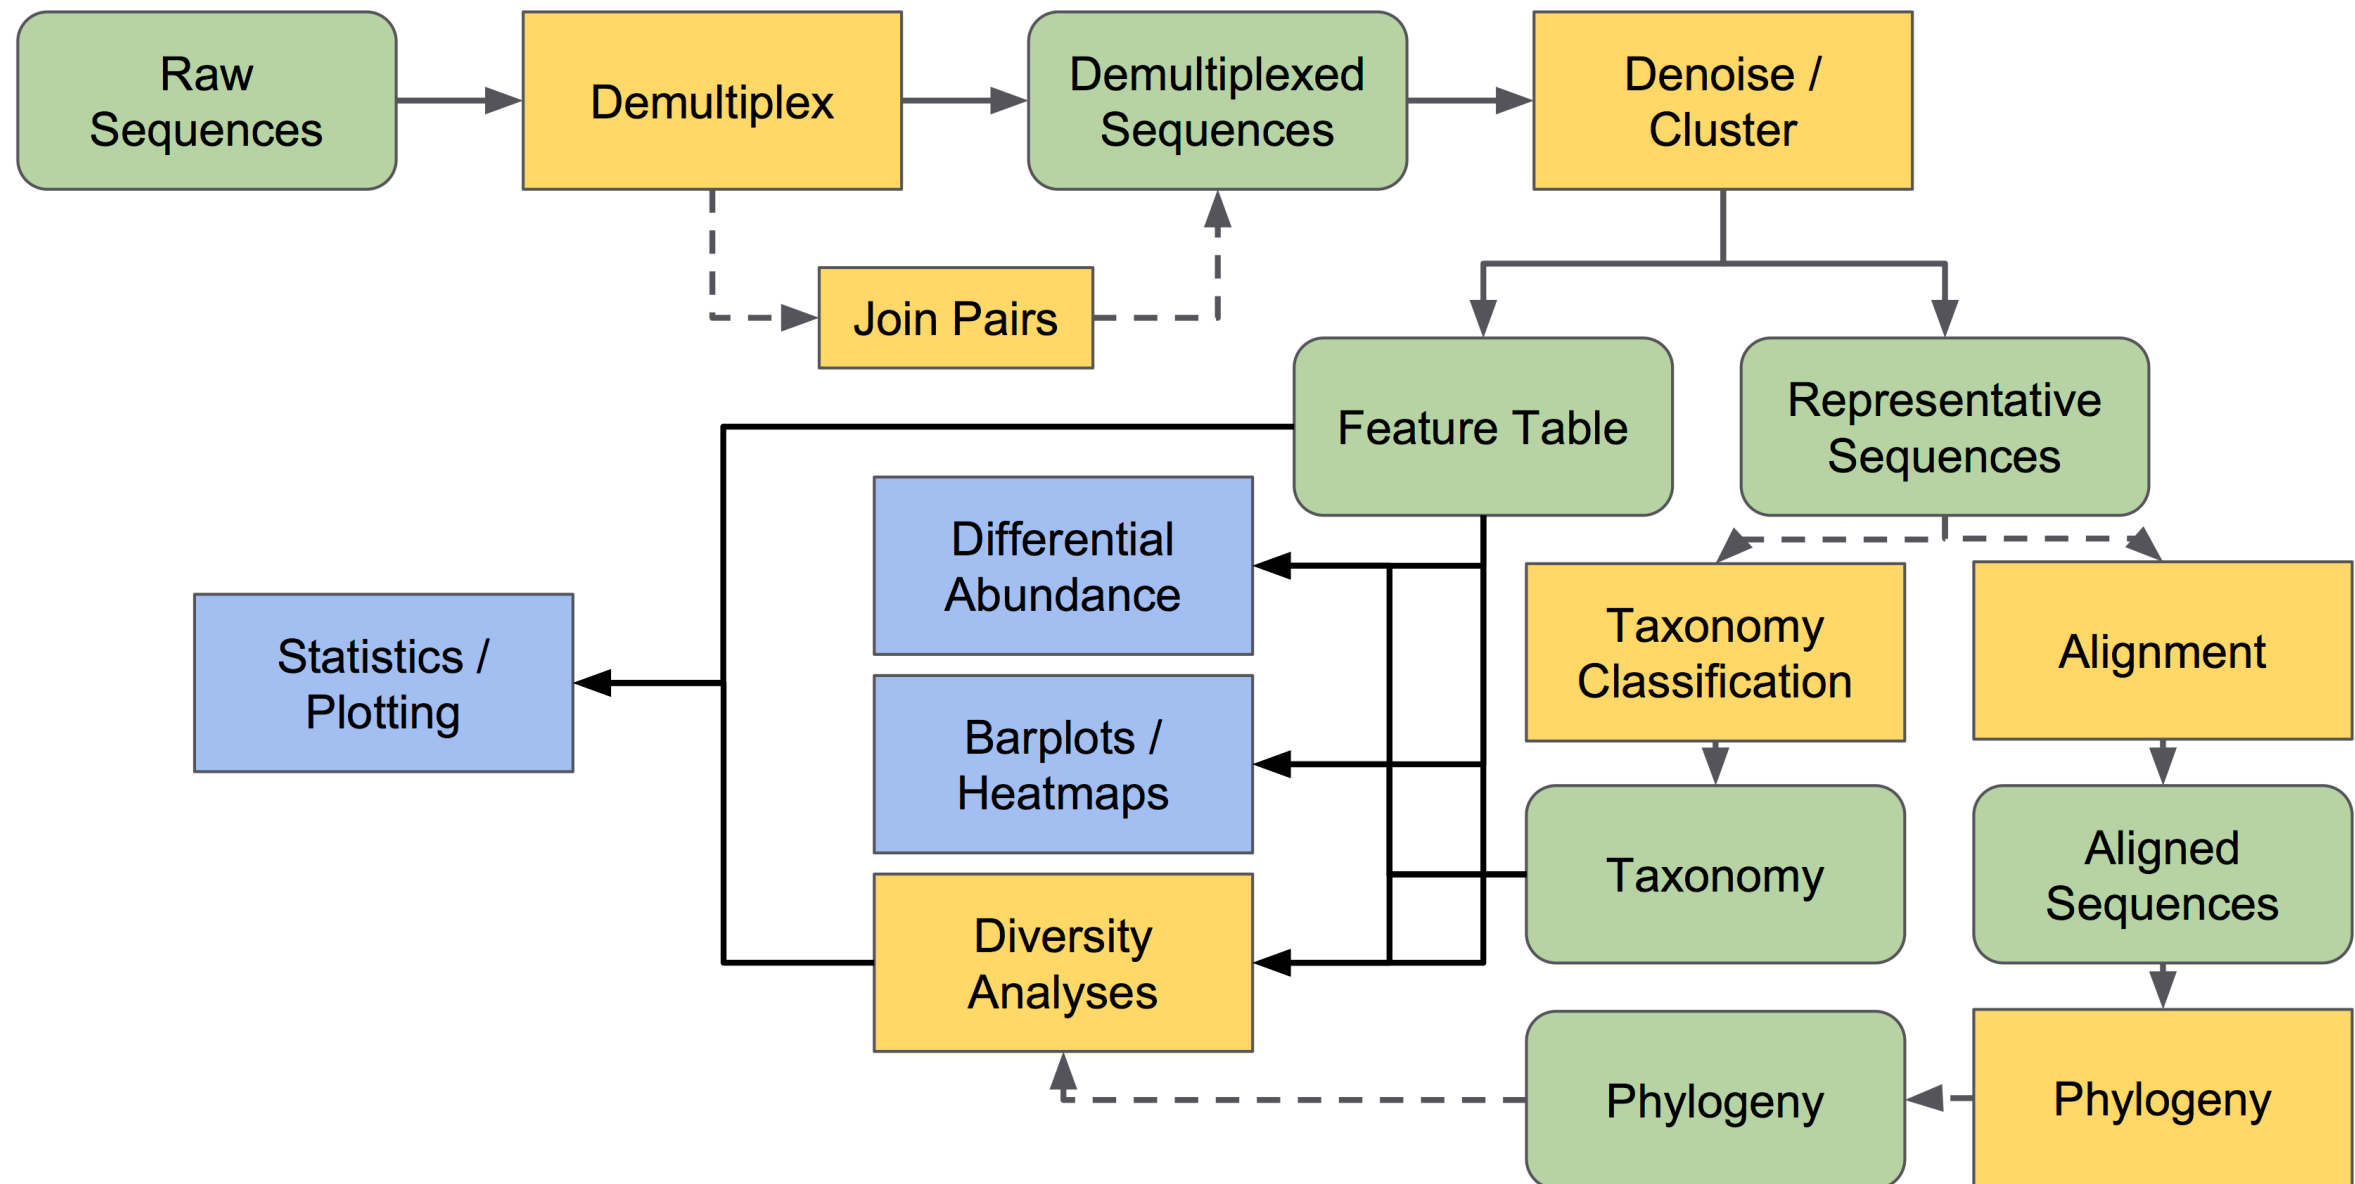 Raw
Sequences
Demultiplex
Demultiplexed
Sequences
Denoise /
Cluster
Join Pairs
Feature Table
Representative
Sequences
Differential
Abundance
Statistics /
Plotting
Barplots /
Heatmaps
Diversity
Analyses
Taxonomy
Classification
Alignment
Taxonomy
Aligned
Sequences
Phylogeny
Phylogeny